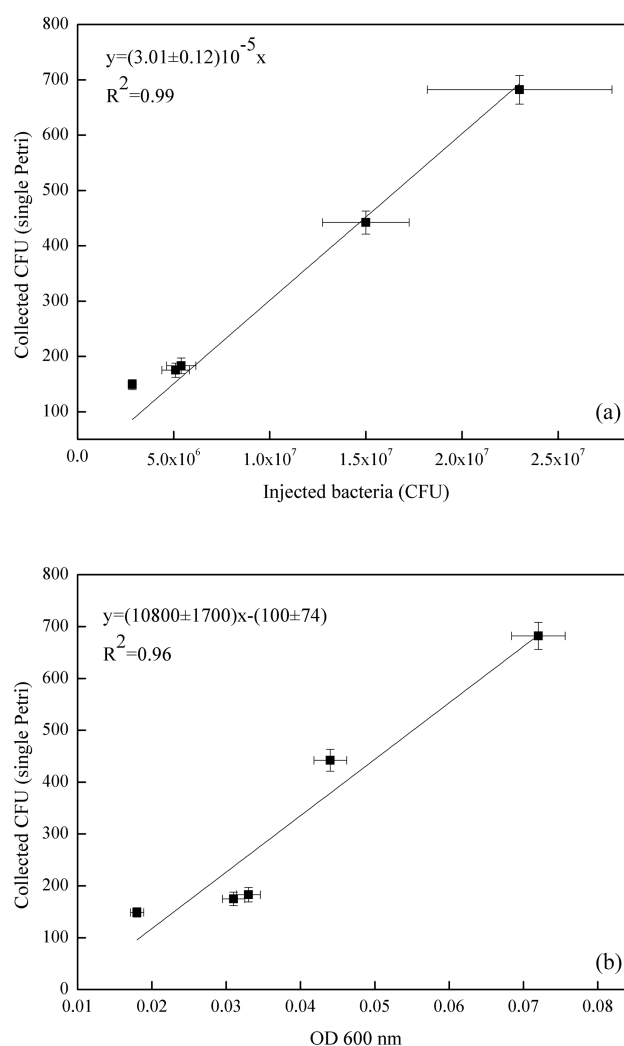 800
y=(3.01±0.12)10^-5 x
R^2=0.99
700
600
500
400
300
200
100
Collected CFU (single Petri)
(a)
0.0 5.0x10^6 1.0x10^7 1.5x10^7 2.0x10^7 2.5x10^7
Injected bacteria (CFU)
800
y=(10800±1700)x-(100±74)
R^2=0.96
700
600
500
400
300
200
100
0
Collected CFU (single Petri)
(b)
0.01 0.02 0.03 0.04 0.05 0.06 0.07 0.08
OD 600 nm